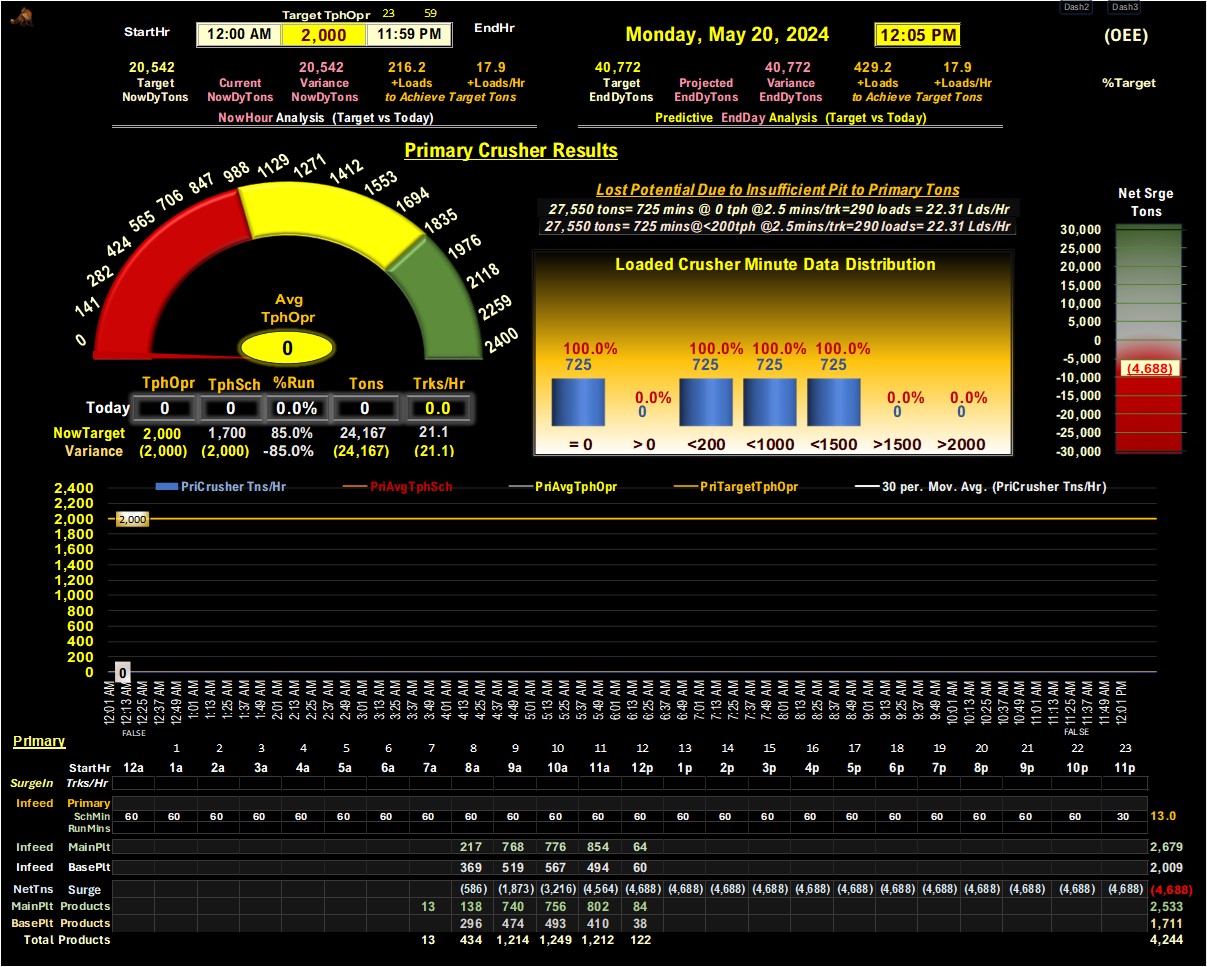 Dash2 Dash3
Target TphOpr 23 59
StartHr 12:00 AM 2,000 11:59 PM EndHr
Monday, May 20, 2024 12:05 PM (OEE)
20,542 20,542 216.2 17.9 40,772 40,772 429.2 17.9
Target Current Variance +Loads +Loads/Hr Target Projected Variance +Loads +Loads/Hr %Target
NowDyTons NowDyTons NowDyTons to Achieve Target Tons EndDyTons EndDyTons EndDyTons to Achieve Target Tons
NowHour Analysis (Target vs Today) Predictive EndDay Analysis (Target vs Today)
Primary Crusher Results
0 141 282 424 565 706 847 988 1129 1271 1412 1553 1694 1835 1976 2118 2259 2400
Avg
TphOpr
0
Lost Potential Due to Insufficient Pit to Primary Tons
27,550 tons= 725 mins @ 0 tph @2.5 mins/trk=290 loads = 22.31 Lds/Hr
27,550 tons= 725 mins@<200tph @2.5mins/trk=290 loads= 22.31 Lds/Hr
Loaded Crusher Minute Data Distribution
100.0% 0.0% 100.0% 100.0% 100.0% 0.0% 0.0%
725 0 725 725 725 0 0
= 0 > 0 <200 <1000 <1500 >1500 >2000
Net Srge
Tons
30,000
25,000
20,000
15,000
10,000
5,000
0
-5,000
(4,688)
-10,000
-15,000
-20,000
-25,000
-30,000
TphOpr TphSch %Run Tons Trks/Hr
Today 0 0 0.0% 0 0.0
NowTarget 2,000 1,700 85.0% 24,167 21.1
Variance (2,000) (2,000) -85.0% (24,167) (21.1)
PriCrusher Tns/Hr PriAvgTphSch PriAvgTphOpr PriTargetTphOpr 30 per. Mov. Avg. (PriCrusher Tns/Hr)
2,400
2,200
2,000 2,000
1,800
1,600
1,400
1,200
1,000
800
600
400
200
0 0
12:01 AM 12:13 AM 12:25 AM 12:37 AM 12:49 AM 1:01 AM 1:13 AM 1:25 AM 1:37 AM 1:49 AM 2:01 AM 2:13 AM 2:25 AM 2:37 AM 2:49 AM 3:01 AM 3:13 AM 3:25 AM 3:37 AM 3:49 AM 4:01 AM 4:13 AM 4:25 AM 4:37 AM 4:49 AM 5:01 AM 5:13 AM 5:25 AM 5:37 AM 5:49 AM 6:01 AM 6:13 AM 6:25 AM 6:37 AM 6:49 AM 7:01 AM 7:13 AM 7:25 AM 7:37 AM 7:49 AM 8:01 AM 8:13 AM 8:25 AM 8:37 AM 8:49 AM 9:01 AM 9:13 AM 9:25 AM 9:37 AM 9:49 AM 10:01 AM 10:13 AM 10:25 AM 10:37 AM 10:49 AM 11:01 AM 11:13 AM 11:25 AM 11:37 AM 11:49 AM 12:01 PM
FALSE FALSE
Primary
1 2 3 4 5 6 7 8 9 10 11 12 13 14 15 16 17 18 19 20 21 22 23
StartHr 12a 1a 2a 3a 4a 5a 6a 7a 8a 9a 10a 11a 12p 1p 2p 3p 4p 5p 6p 7p 8p 9p 10p 11p
SurgeIn Trks/Hr
Infeed Primary
SchMin 60 60 60 60 60 60 60 60 60 60 60 60 60 60 60 60 60 60 60 60 60 60 60 30 13.0
RunMins
Infeed MainPlt 217 768 776 854 64 2,679
Infeed BasePlt 369 519 567 494 60 2,009
NetTns Surge (586) (1,873) (3,216) (4,564) (4,688) (4,688) (4,688) (4,688) (4,688) (4,688) (4,688) (4,688) (4,688) (4,688) (4,688) (4,688) (4,688)
MainPlt Products 13 138 740 756 802 84 2,533
BasePlt Products 296 474 493 410 38 1,711
Total Products 13 434 1,214 1,249 1,212 122 4,244